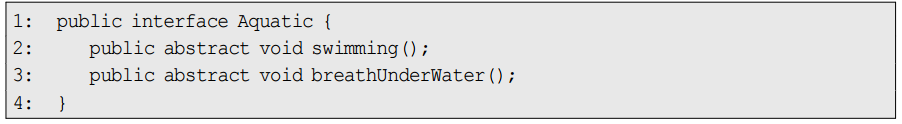 1: public interface Aquatic {
2: public abstract void swimming();
3: public abstract void breathUnderWater();
4: }